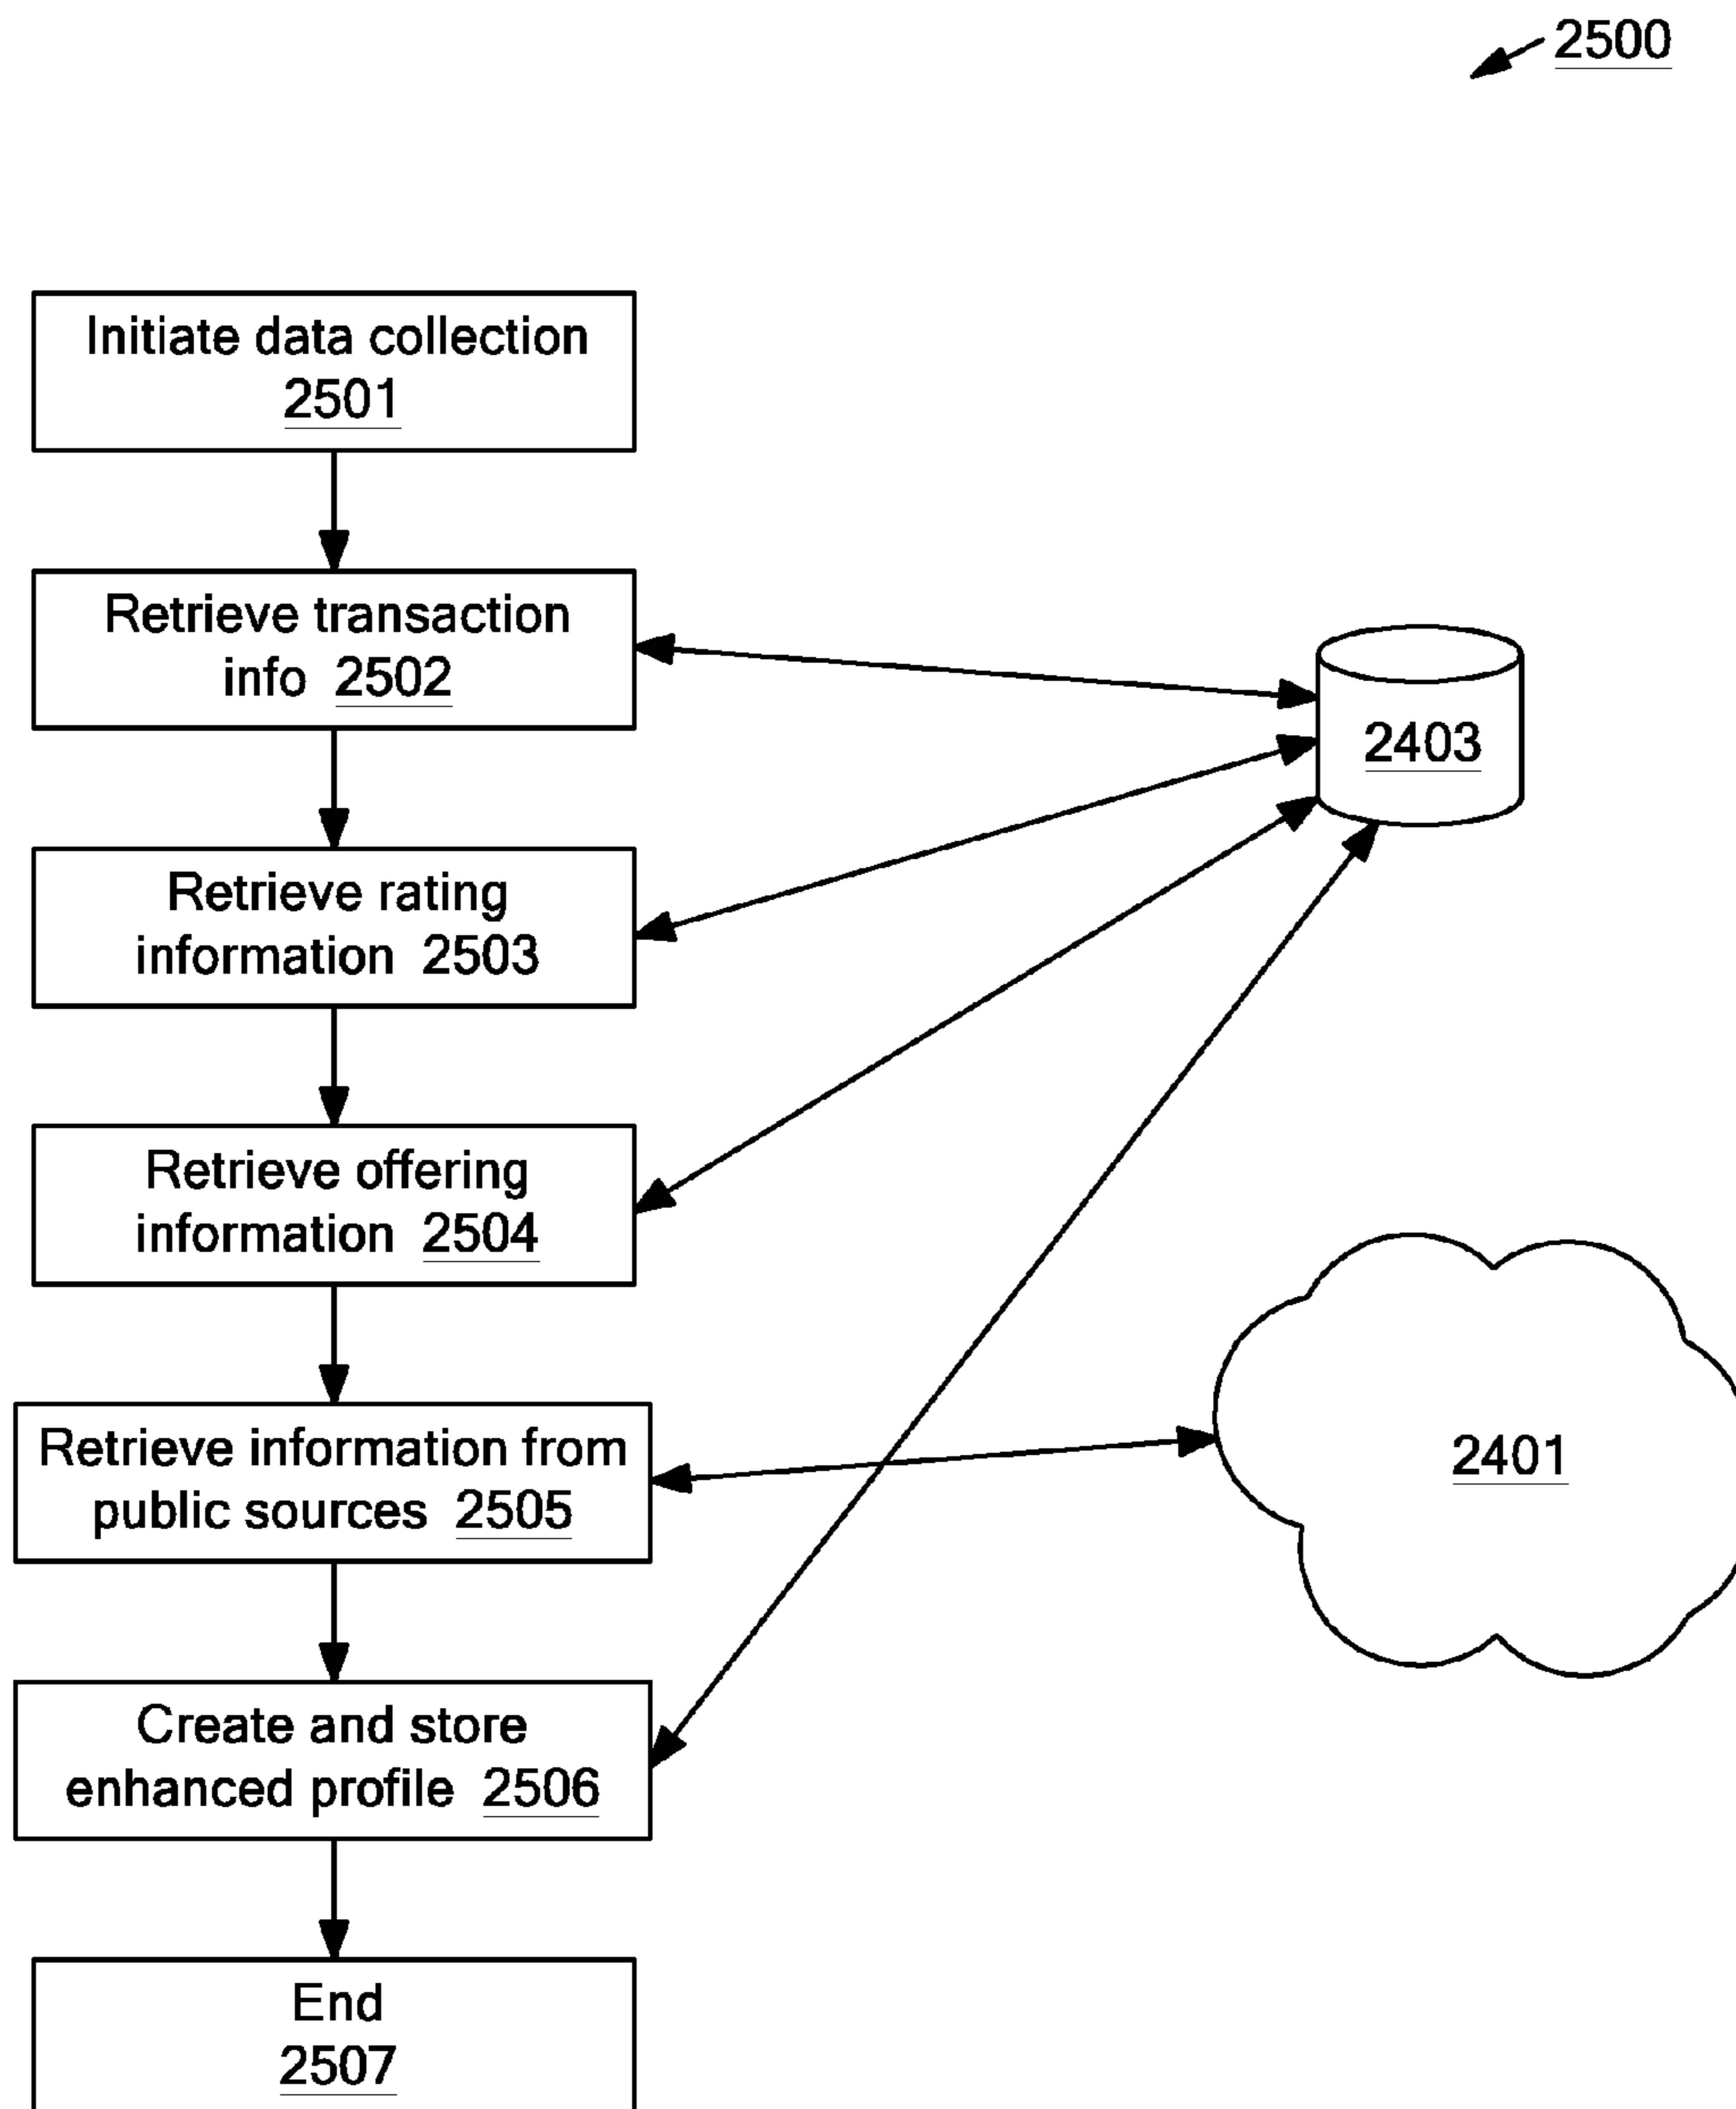 2500
Initiate data collection
2501
Retrieve transaction
info 2502
2403
Retrieve rating
information 2503
Retrieve offering
information 2504
Retrieve information from
public sources 2505
2401
Create and store
enhanced profile 2506
End
2507